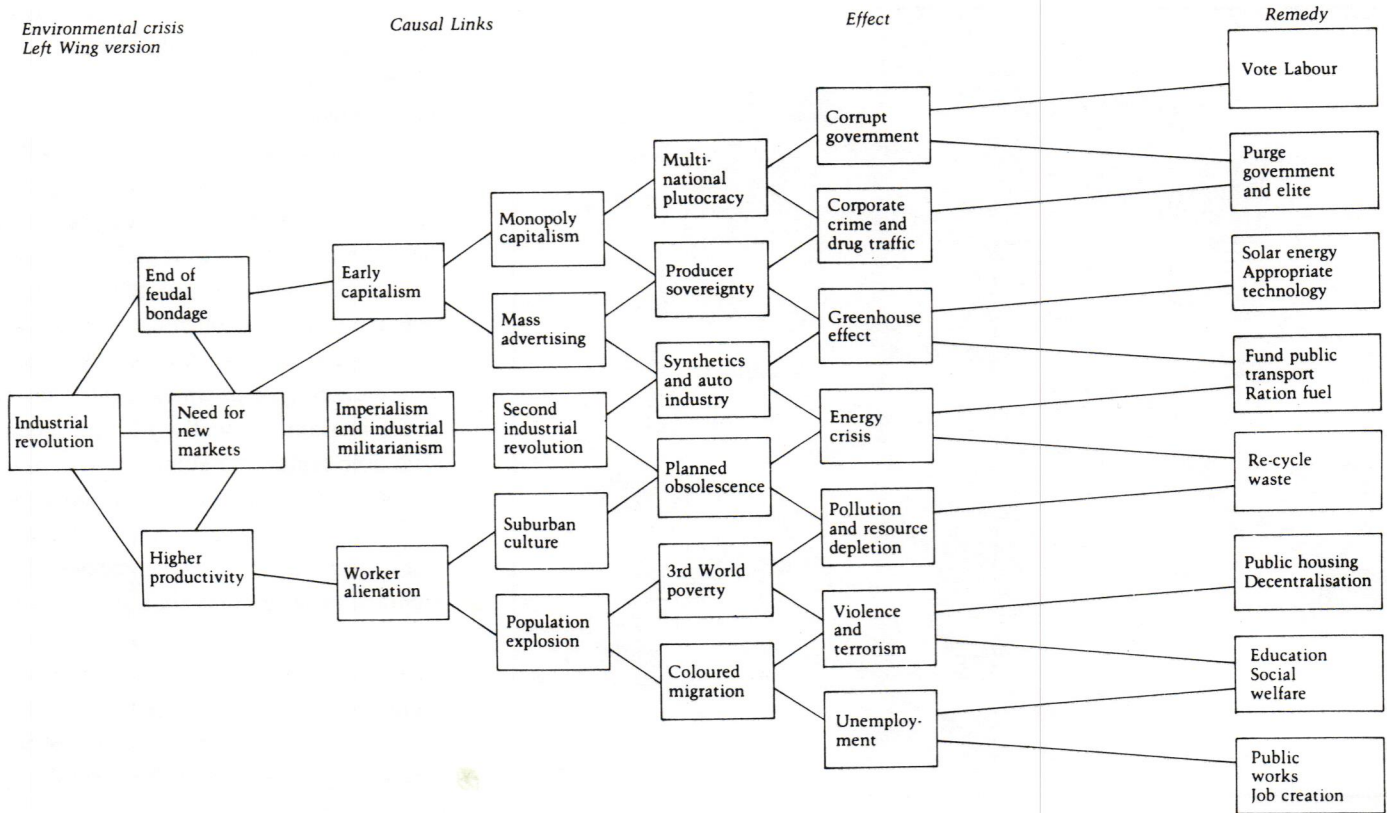 Environmental crisis
Left Wing version
Causal Links
Effect
Remedy
Industrial
revolution
End of
feudal
bondage
Need for
new
markets
Higher
productivity
Early
capitalism
Imperialism
and industrial
militarianism
Worker
alienation
Monopoly
capitalism
Mass
advertising
Second
industrial
revolution
Suburban
culture
Population
explosion
Multi-
national
plutocracy
Producer
sovereignty
Synthetics
and auto
industry
Planned
obsolescence
3rd World
poverty
Coloured
migration
Corrupt
government
Corporate
crime and
drug traffic
Greenhouse
effect
Energy
crisis
Pollution
and resource
depletion
Violence
and
terrorism
Unemploy-
ment
Vote Labour
Purge
government
and elite
Solar energy
Appropriate
technology
Fund public
transport
Ration fuel
Re-cycle
waste
Public housing
Decentralisation
Education
Social
welfare
Public
works
Job creation